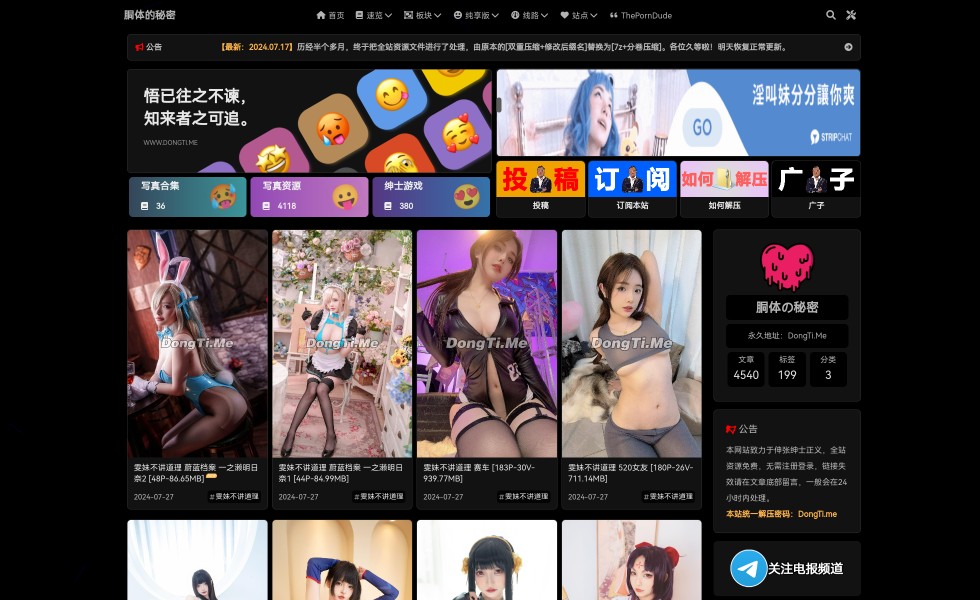 胴体的秘密
首页 速览 板块 纯享版 线路 站点 ThePornDude
公告 【最新：2024.07.17】历经半个多月，终于把全站资源文件进行了处理，由原本的[双重压缩+修改后缀名]替换为[7z+分卷压缩]。各位久等啦！明天恢复正常更新。
悟已往之不谏，
知来者之可追。
WWW.DONGTI.ME
淫叫妹分分讓你爽
GO
STRIPCHAT
写真合集
36
写真资源
4118
绅士游戏
380
投稿
投稿
订阅
订阅本站
如何解压
如何解压
广子
广子
DongTi.Me
DongTi.Me
DongTi.Me
DongTi.Me
雯妹不讲道理 蔚蓝档案 一之濑明日
奈2 [48P-86.65MB]
2024-07-27 #雯妹不讲道理
雯妹不讲道理 蔚蓝档案 一之濑明日
奈1 [44P-84.99MB]
2024-07-27 #雯妹不讲道理
雯妹不讲道理 赛车 [183P-30V-
939.77MB]
2024-07-27 #雯妹不讲道理
雯妹不讲道理 520女友 [180P-26V-
711.14MB]
2024-07-27 #雯妹不讲道理
胴体の秘密
永久地址：DongTi.Me
文章 标签 分类
4540 199 3
公告
本网站致力于伸张绅士正义，全站
资源免费，无需注册登录，链接失
效请在文章底部留言，一般会在24
小时内处理。
本站统一解压密码：DongTi.me
关注电报频道